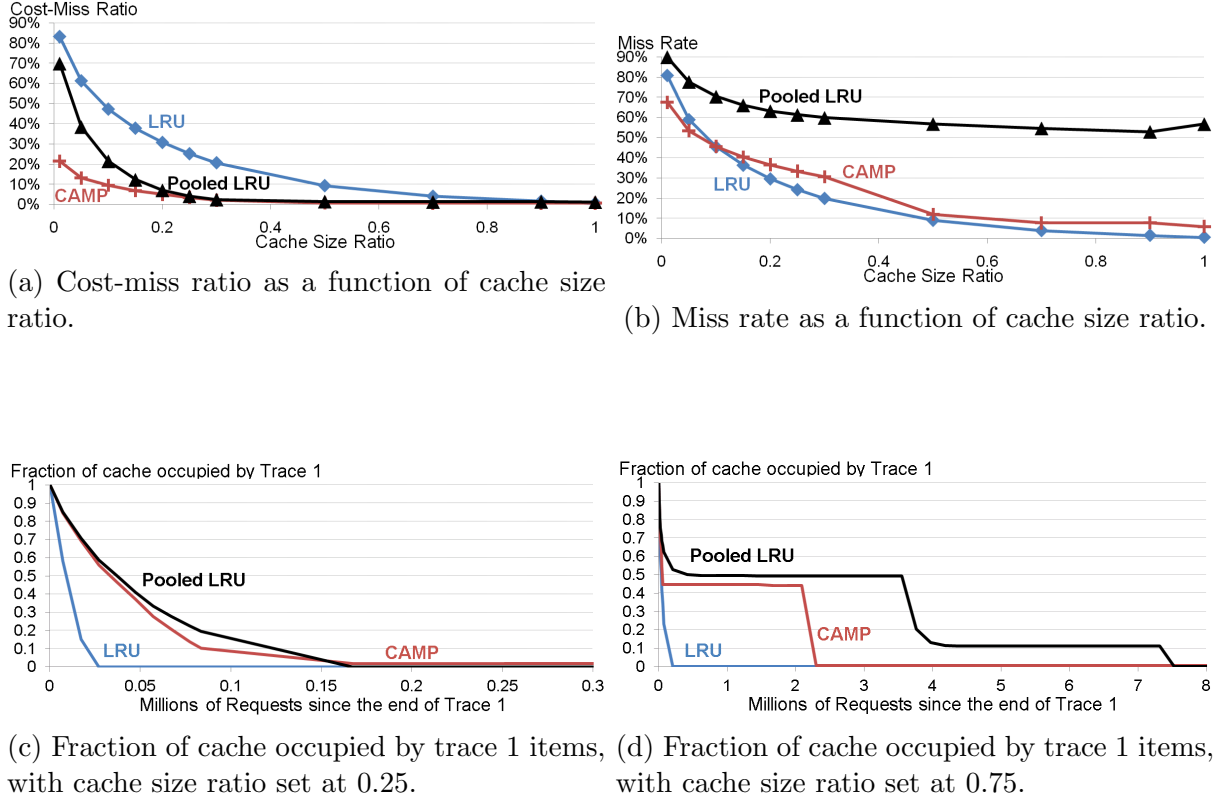 Cost-Miss Ratio
90%
80%
70%
60%
50%
40%
30%
20%
10%
0%
LRU
Pooled LRU
CAMP
0 0.2 0.4 0.6 0.8 1
Cache Size Ratio
(a) Cost-miss ratio as a function of cache size
ratio.
Miss Rate
90%
80%
70%
60%
50%
40%
30%
20%
10%
0%
Pooled LRU
CAMP
LRU
0 0.2 0.4 0.6 0.8 1
Cache Size Ratio
(b) Miss rate as a function of cache size ratio.
Fraction of cache occupied by Trace 1
1
0.9
0.8
0.7
0.6
0.5
0.4
0.3
0.2
0.1
0
Pooled LRU
LRU
CAMP
0 0.05 0.1 0.15 0.2 0.25 0.3
Millions of Requests since the end of Trace 1
(c) Fraction of cache occupied by trace 1 items,
with cache size ratio set at 0.25.
Fraction of cache occupied by Trace 1
1
0.9
0.8
0.7
0.6
0.5
0.4
0.3
0.2
0.1
0
Pooled LRU
CAMP
LRU
0 1 2 3 4 5 6 7 8
Millions of Requests since the end of Trace 1
(d) Fraction of cache occupied by trace 1 items,
with cache size ratio set at 0.75.